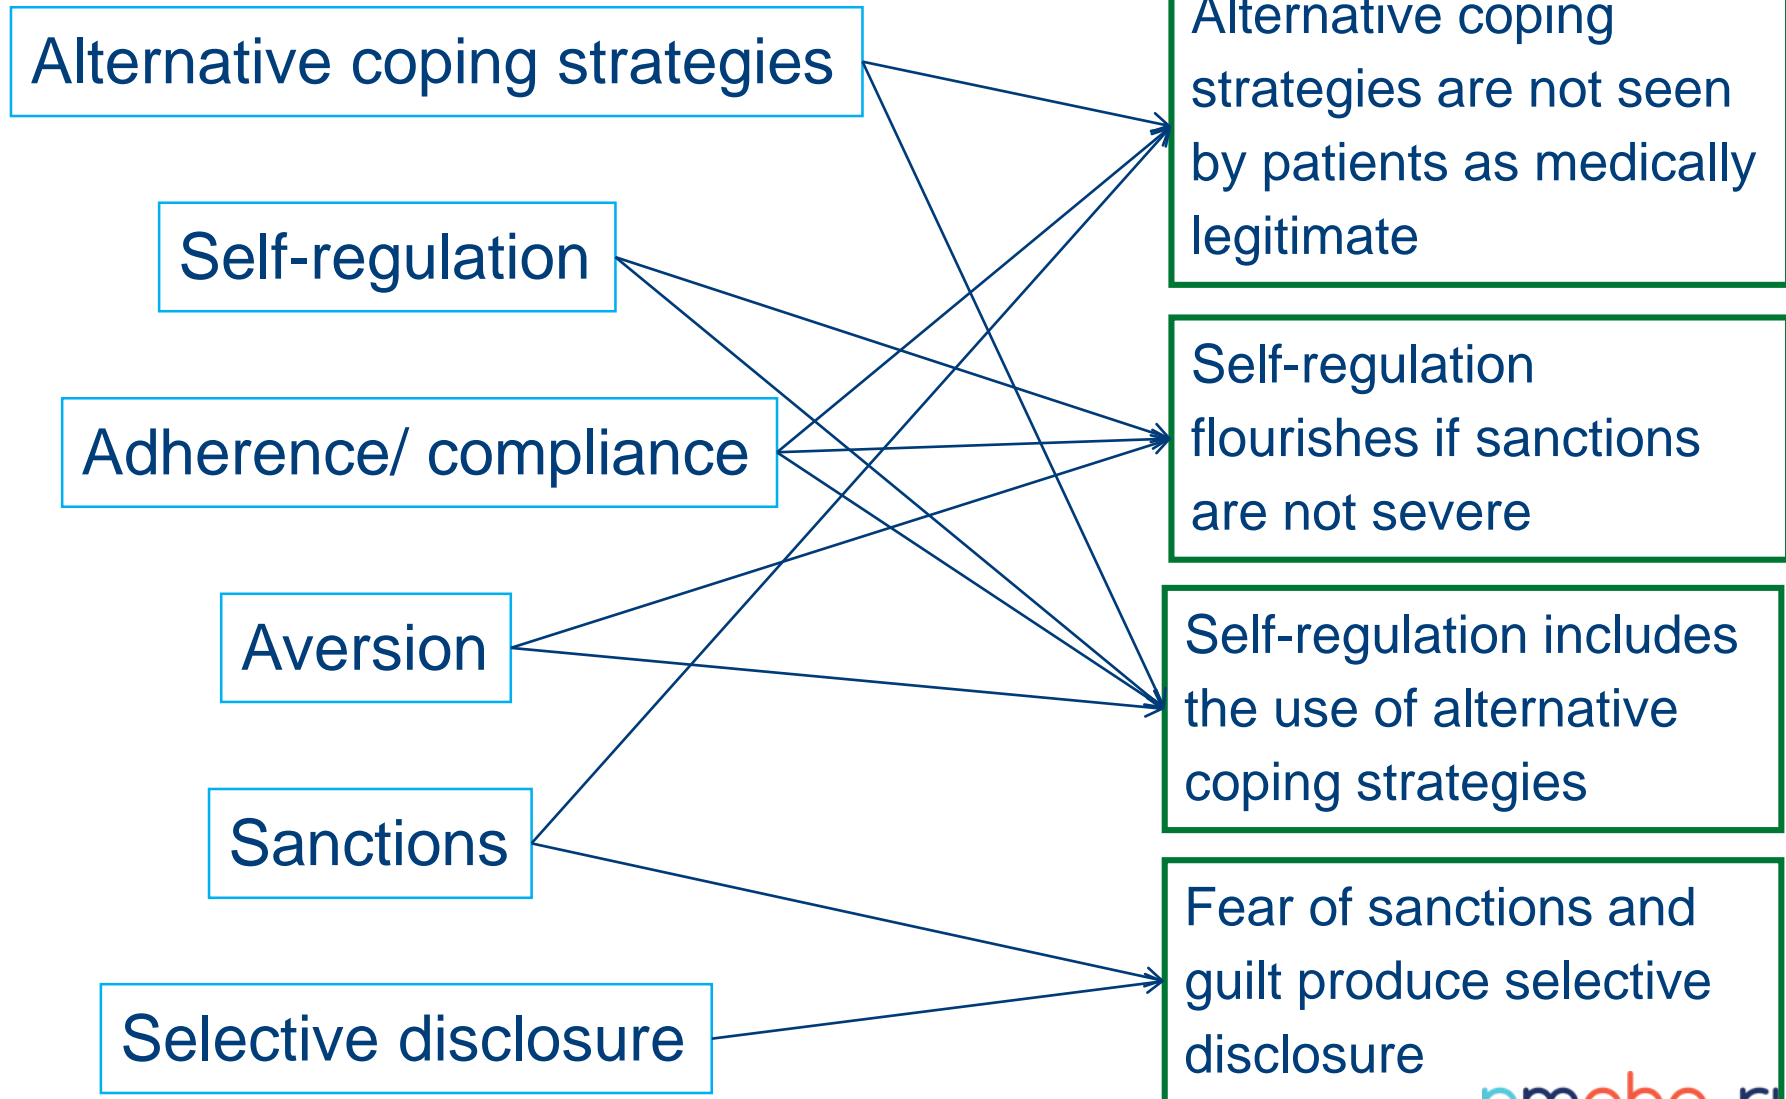 Alternative coping strategies
Self-regulation
Adherence/ compliance
Aversion
Sanctions
Selective disclosure
Alternative coping
strategies are not seen
by patients as medically
legitimate
Self-regulation
flourishes if sanctions
are not severe
Self-regulation includes
the use of alternative
coping strategies
Fear of sanctions and
guilt produce selective
disclosure